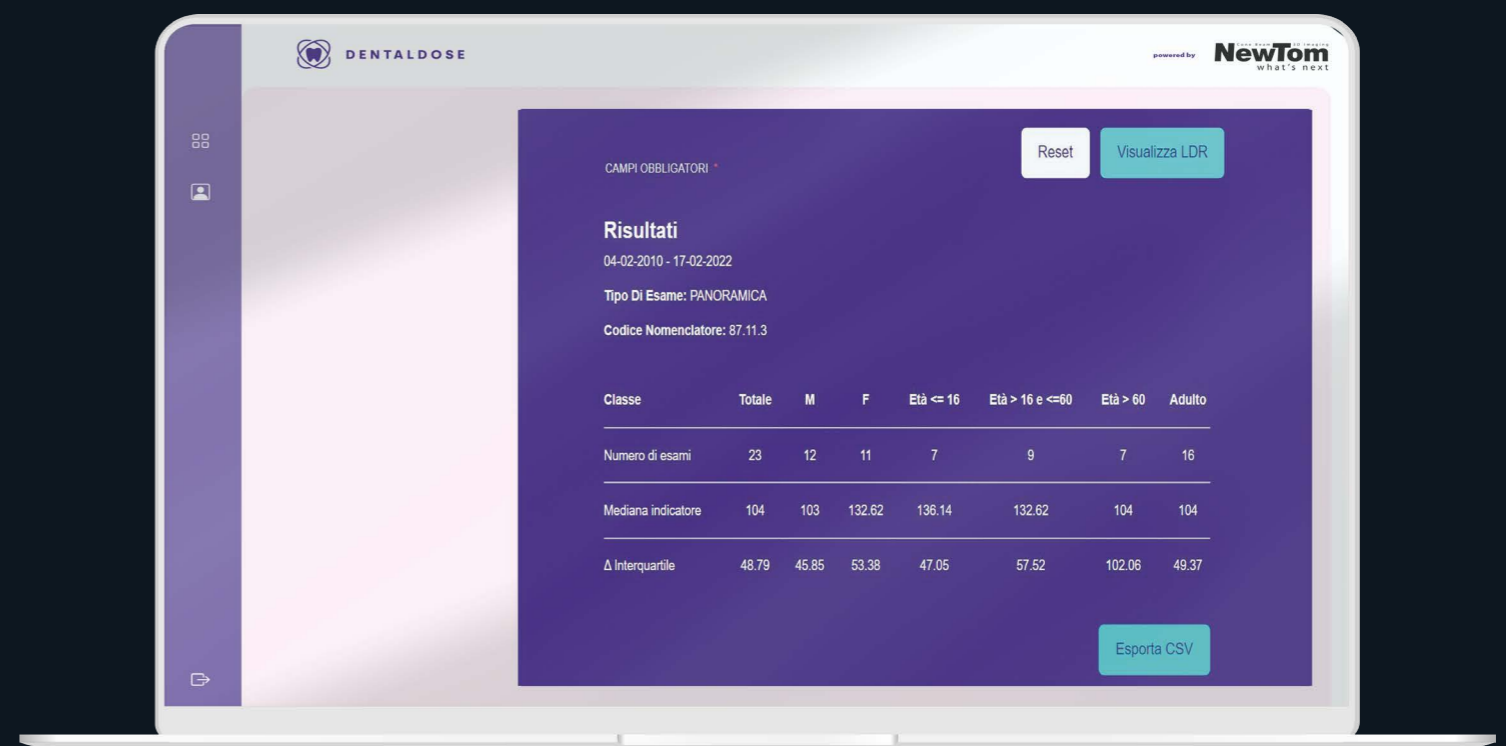 DENTALDOSE
powered by
NewTom
what's next
Reset
Visualizza LDR
CAMPI OBBLIGATORI *
Risultati
04-02-2010 - 17-02-2022
Tipo Di Esame: PANORAMICA
Codice Nomenclatore: 87.11.3
Classe Totale M F Età <= 16 Età > 16 e <=60 Età > 60 Adulto
Numero di esami 23 12 11 7 9 7 16
Mediana indicatore 104 103 132.62 136.14 132.62 104 104
Δ Interquartile 48.79 45.85 53.38 47.05 57.52 102.06 49.37
Esporta CSV